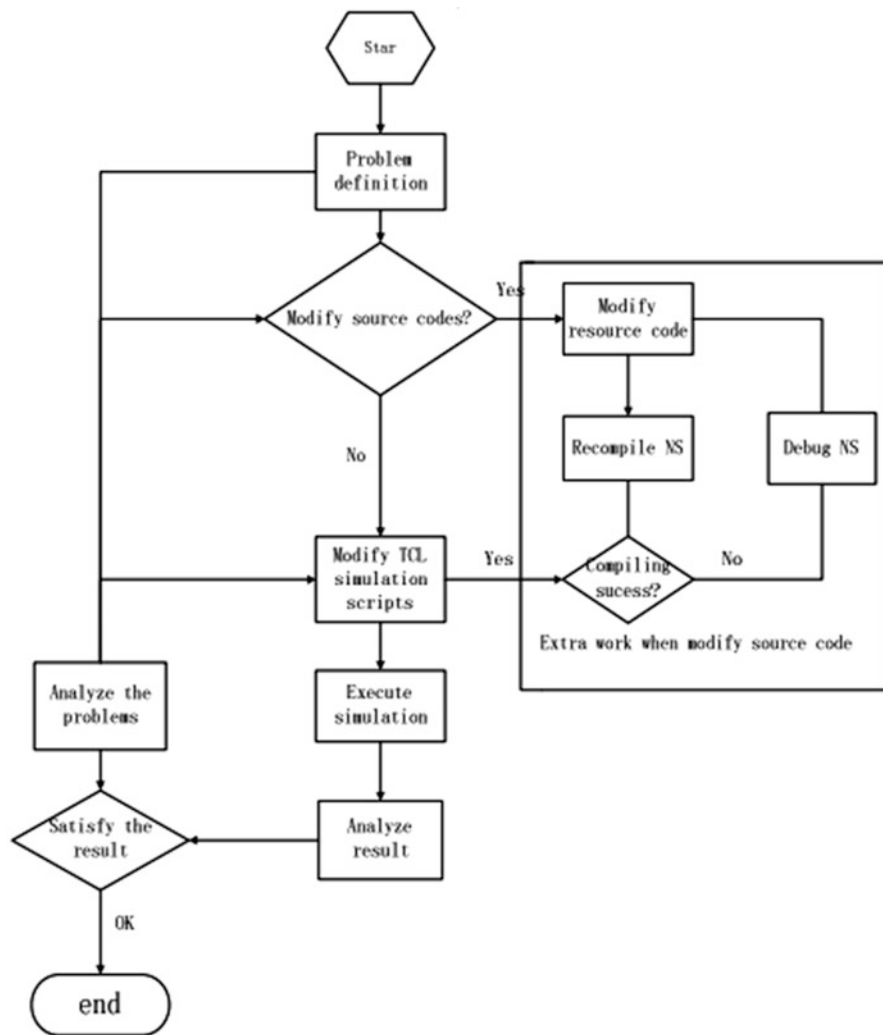 Star
Problem
definition
Modify source codes?
Yes
Modify
resource code
No
Recompile NS
Debug NS
Modify TCL
simulation
scripts
Yes
Compiling
sucess?
No
Extra work when modify source code
Analyze the
problems
Execute
simulation
Satisfy the
result
Analyze
result
OK
end